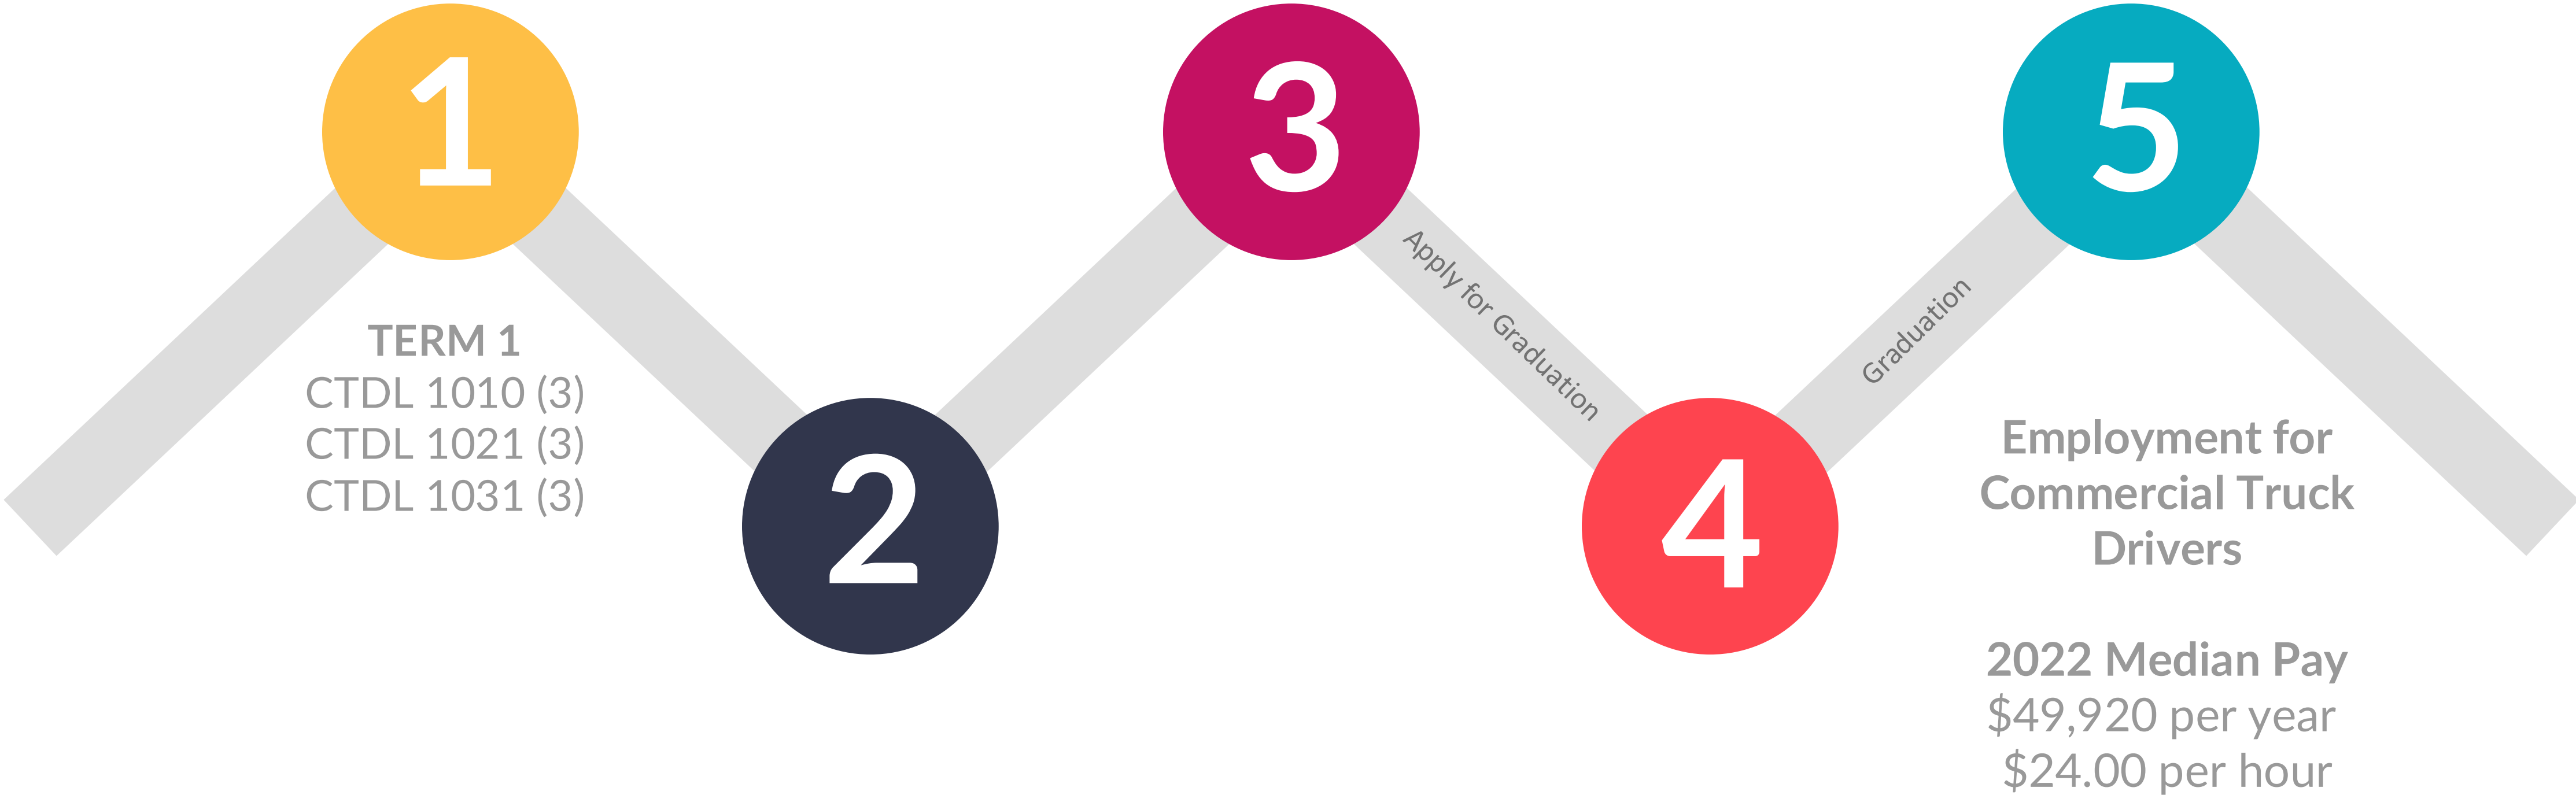 1
TERM 1
CTDL 1010 (3)
CTDL 1021 (3)
CTDL 1031 (3)
2
3
Apply for Graduation
4
Graduation
5
Employment for
Commercial Truck
Drivers
2022 Median Pay
$49,920 per year
$24.00 per hour